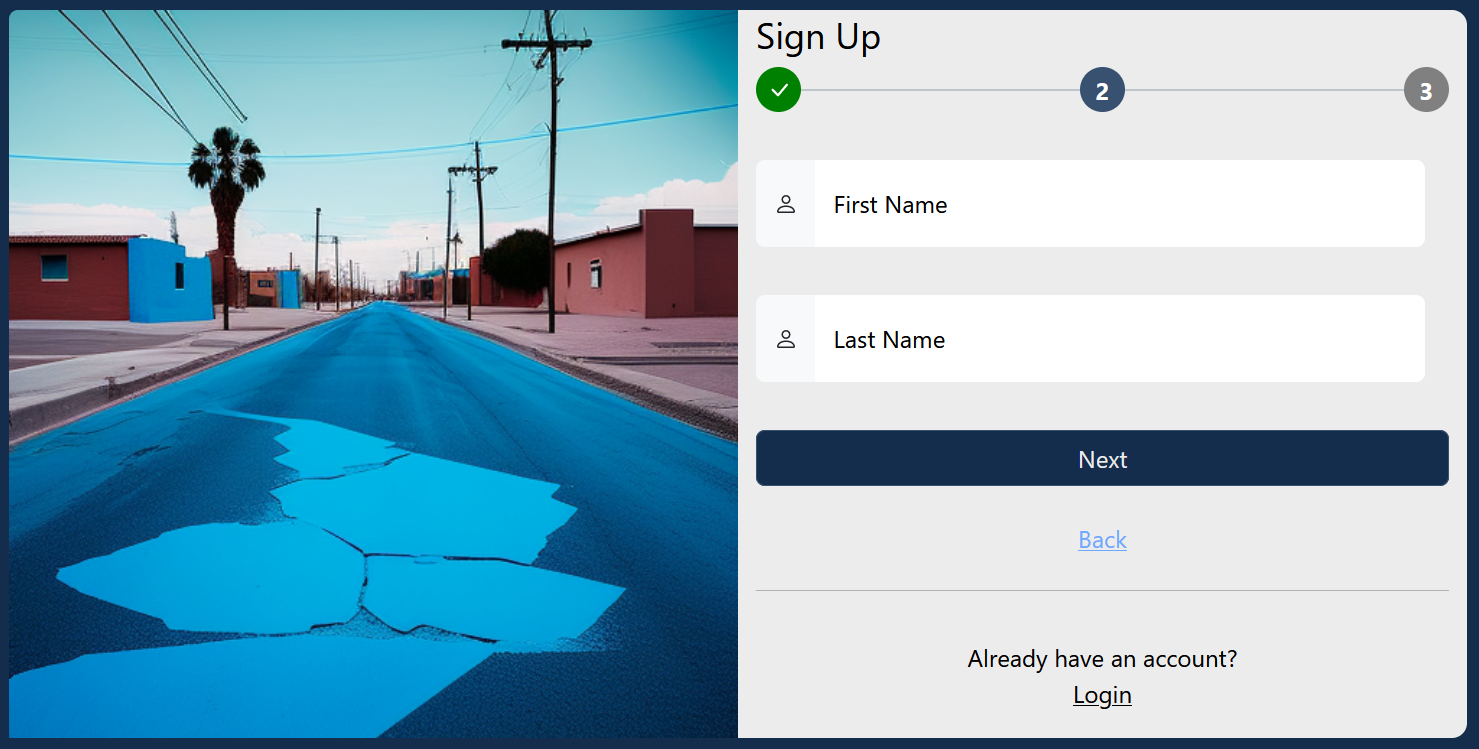 Sign Up
2
3
First Name
Last Name
Next
Back
Already have an account?
Login